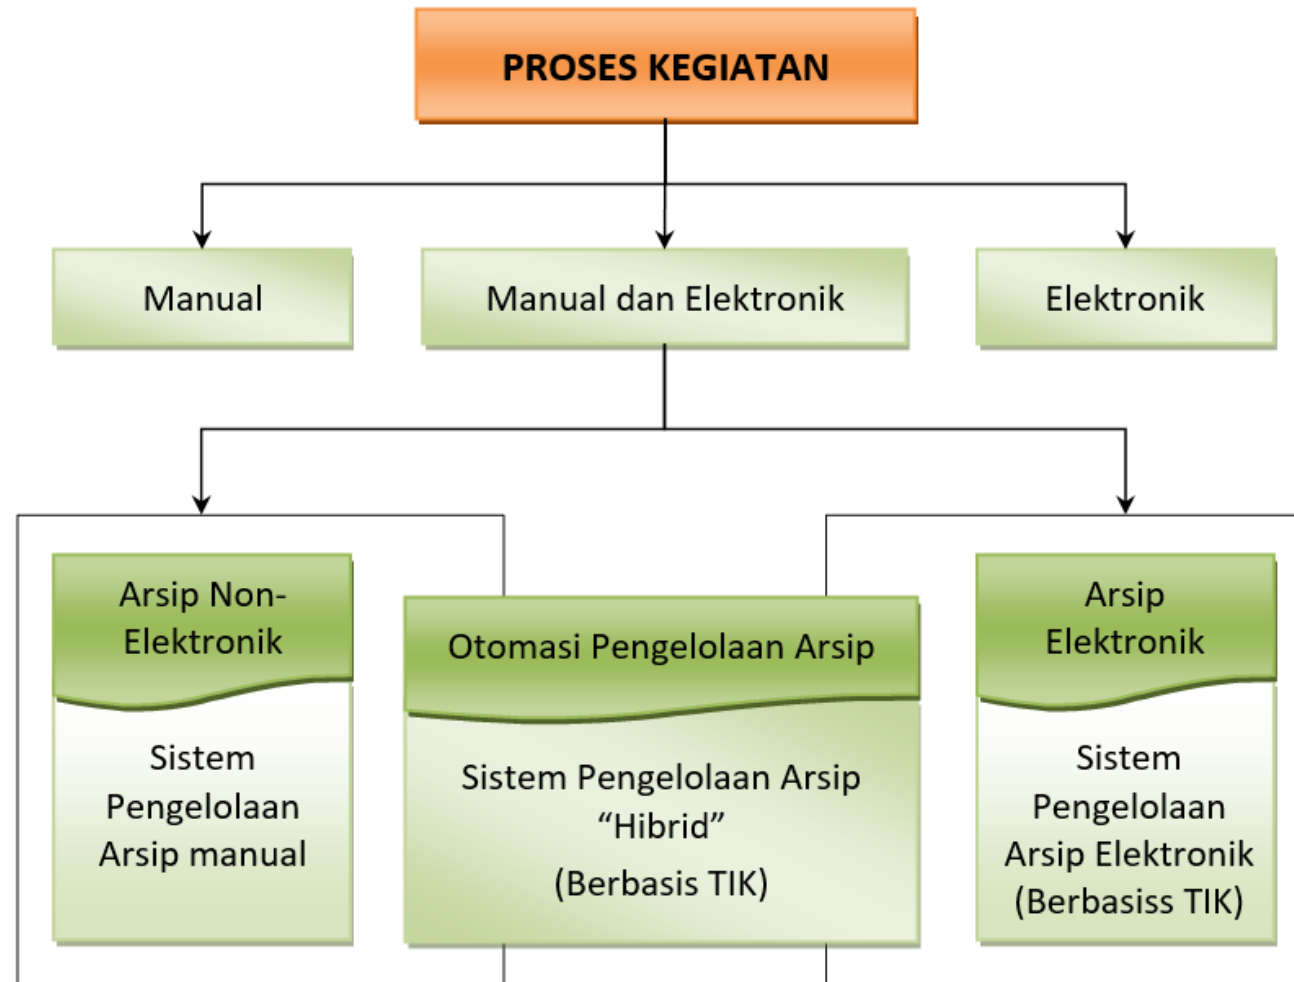 PROSES KEGIATAN
Manual
Manual dan Elektronik
Elektronik
Arsip Non-
Elektronik
Sistem
Pengelolaan
Arsip manual
Otomasi Pengelolaan Arsip
Sistem Pengelolaan Arsip
“Hibrid”
(Berbasis TIK)
Arsip
Elektronik
Sistem
Pengelolaan
Arsip Elektronik
(Berbasiss TIK)